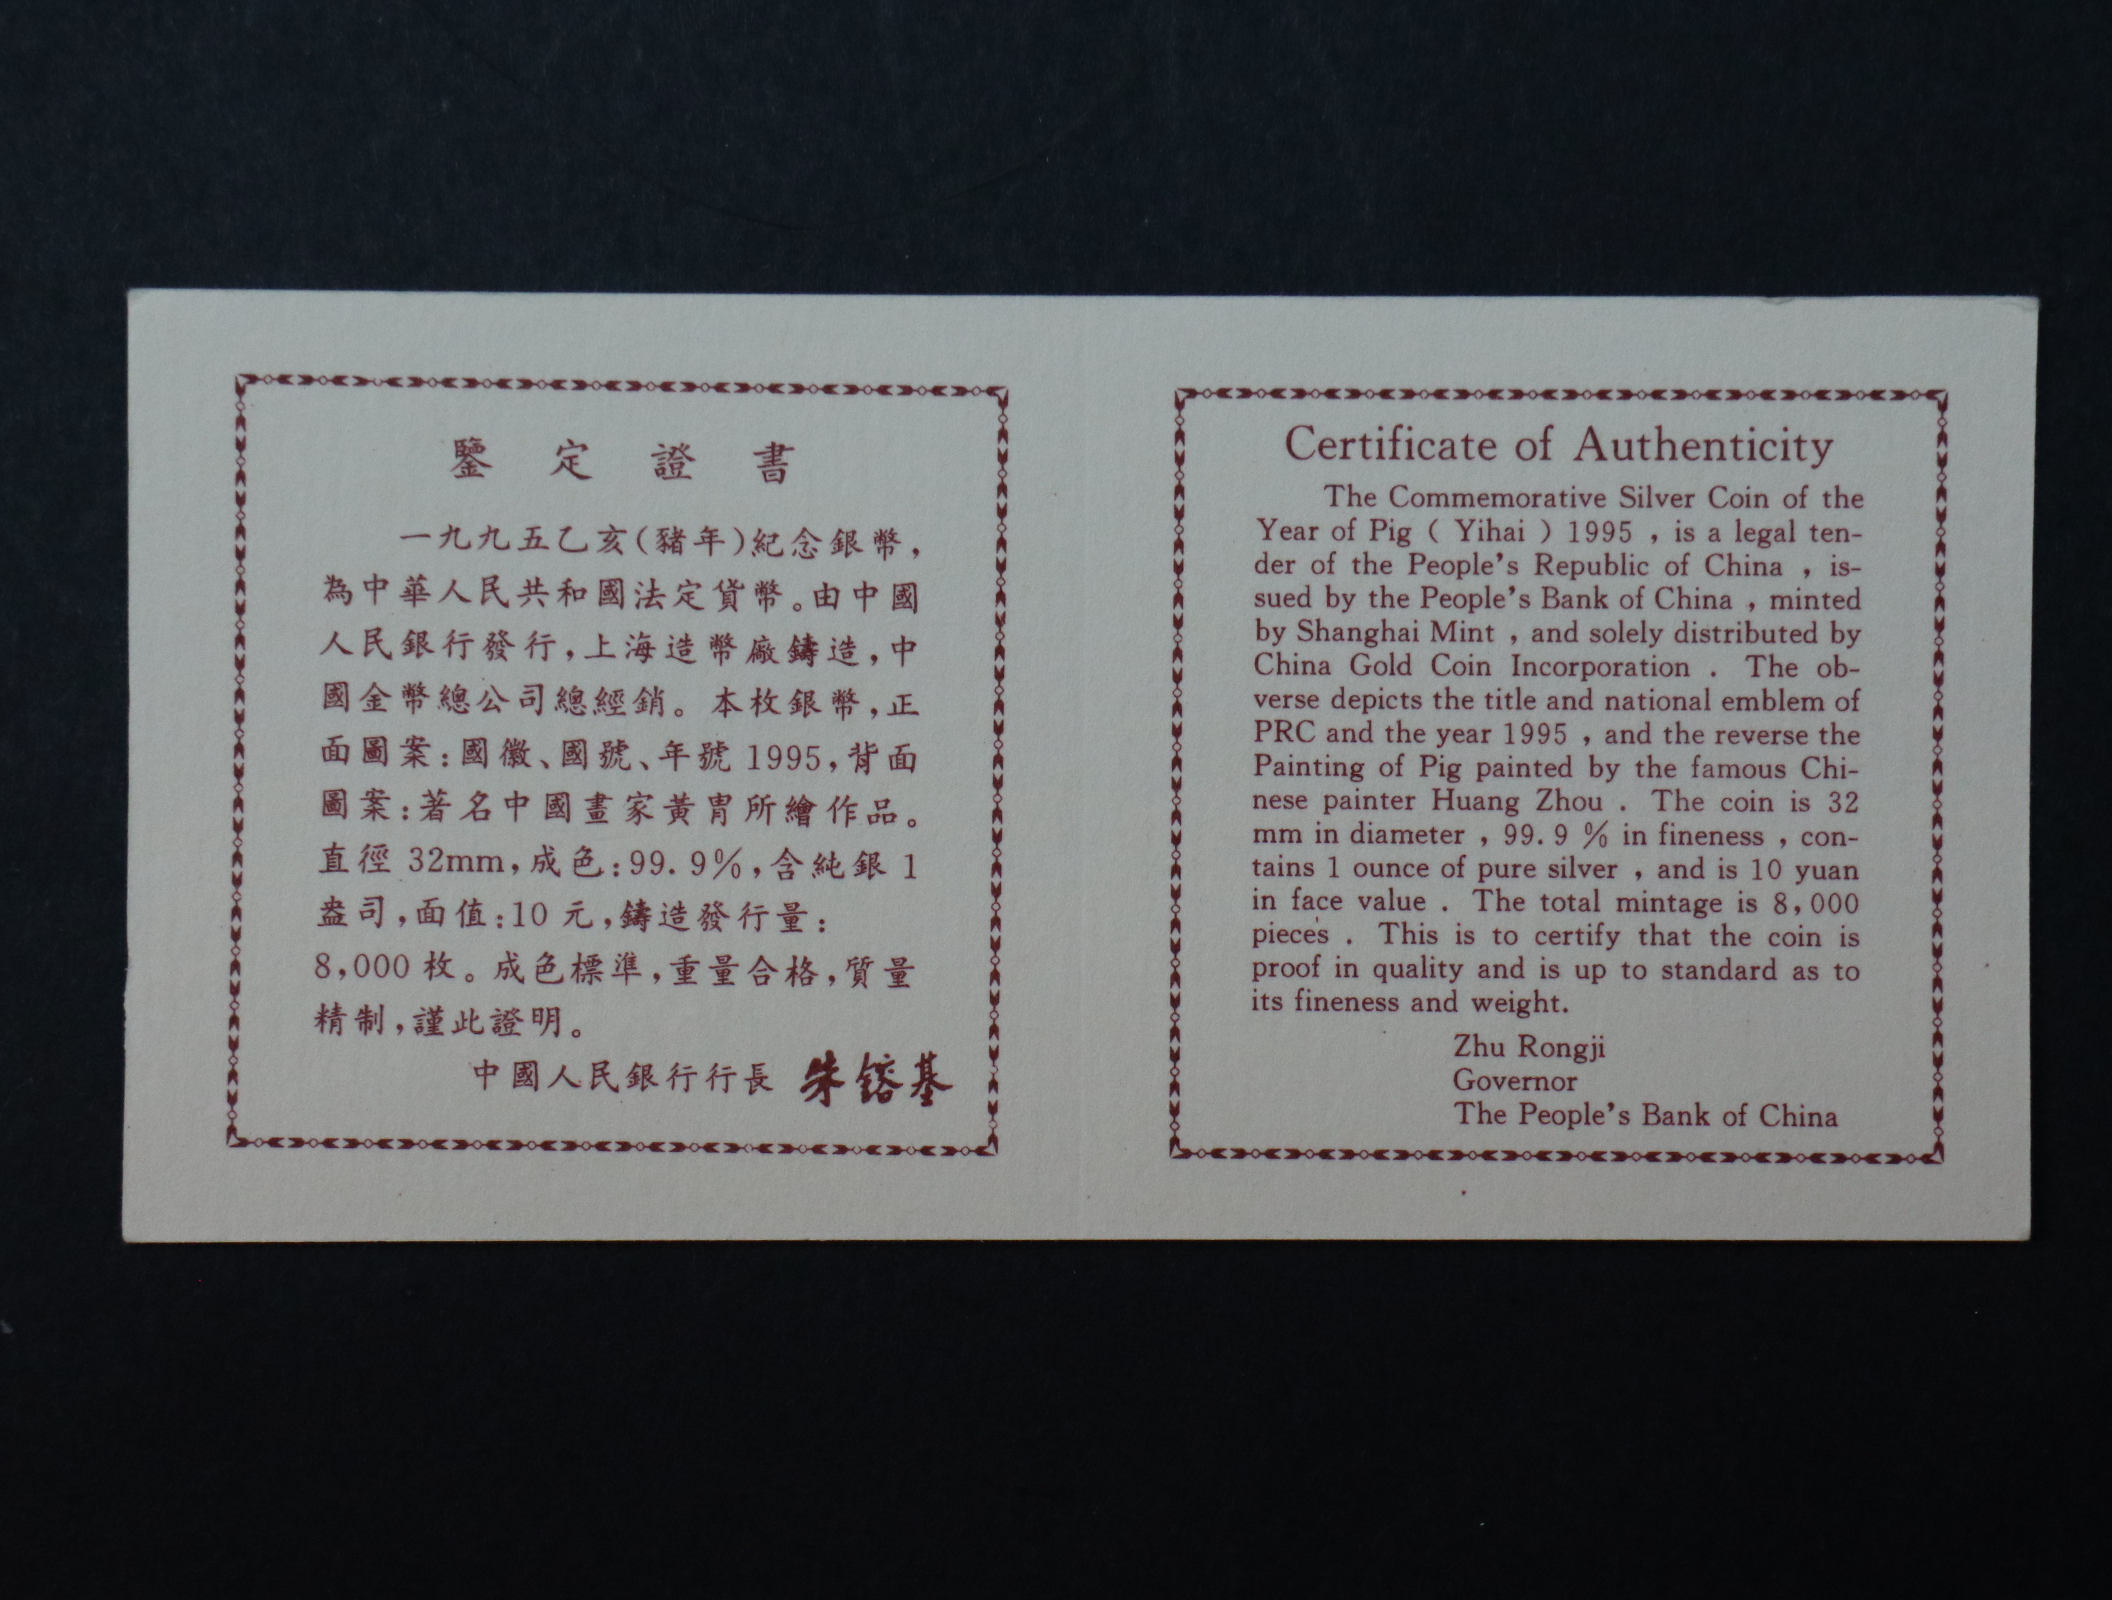 鑒定證書
一九九五乙亥(豬年)紀念銀幣,
為中華人民共和國法定貨幣。由中國
人民銀行發行,上海造幣廠鑄造,中
國金幣總公司總經銷。本枚銀幣,正
面圖案:國徽、國號、年號1995,背面
圖案:著名中國畫家黃胄所繪作品。
直徑32mm,成色:99.9%,含純銀1
盎司,面值:10元,鑄造發行量:
8,000枚。成色標準,重量合格,質量
精制,謹此證明。
中國人民銀行行長 朱鎔基
Certificate of Authenticity
The Commemorative Silver Coin of the
Year of Pig ( Yihai ) 1995 , is a legal ten-
der of the People's Republic of China , is-
sued by the People's Bank of China , minted
by Shanghai Mint , and solely distributed by
China Gold Coin Incorporation . The ob-
verse depicts the title and national emblem of
PRC and the year 1995 , and the reverse the
Painting of Pig painted by the famous Chi-
nese painter Huang Zhou . The coin is 32
mm in diameter , 99.9 % in fineness , con-
tains 1 ounce of pure silver , and is 10 yuan
in face value . The total mintage is 8,000
pieces . This is to certify that the coin is
proof in quality and is up to standard as to
its fineness and weight.
Zhu Rongji
Governor
The People's Bank of China